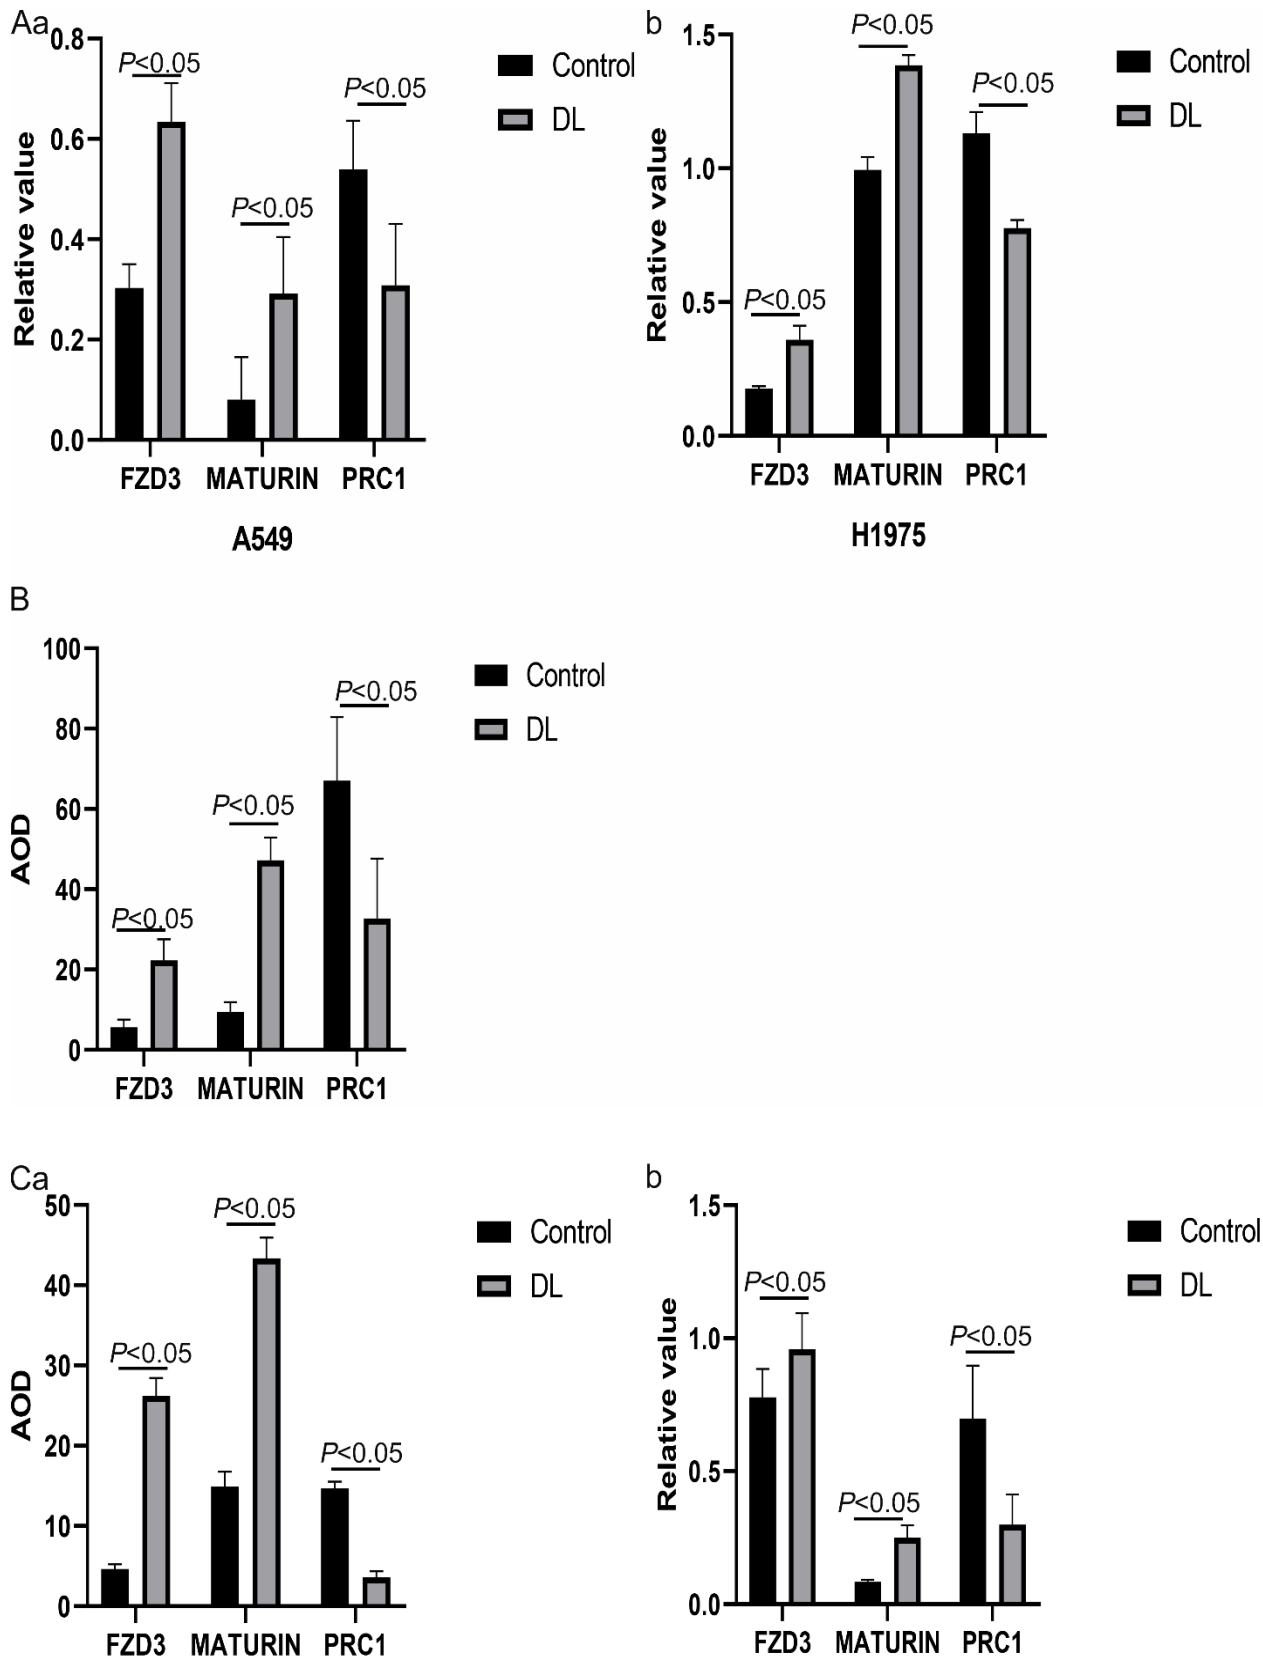 Aa
0.8
0.6
0.4
0.2
0.0
Relative value
P<0.05
P<0.05
P<0.05
Control
DL
FZD3 MATURIN PRC1
A549
b
1.5
1.0
0.5
0.0
Relative value
P<0.05
P<0.05
P<0.05
Control
DL
FZD3 MATURIN PRC1
H1975
B
100
80
60
40
20
0
AOD
P<0.05
P<0.05
P<0.05
Control
DL
FZD3 MATURIN PRC1
Ca
50
40
30
20
10
0
AOD
P<0.05
P<0.05
P<0.05
Control
DL
FZD3 MATURIN PRC1
b
1.5
1.0
0.5
0.0
Relative value
P<0.05
P<0.05
P<0.05
Control
DL
FZD3 MATURIN PRC1